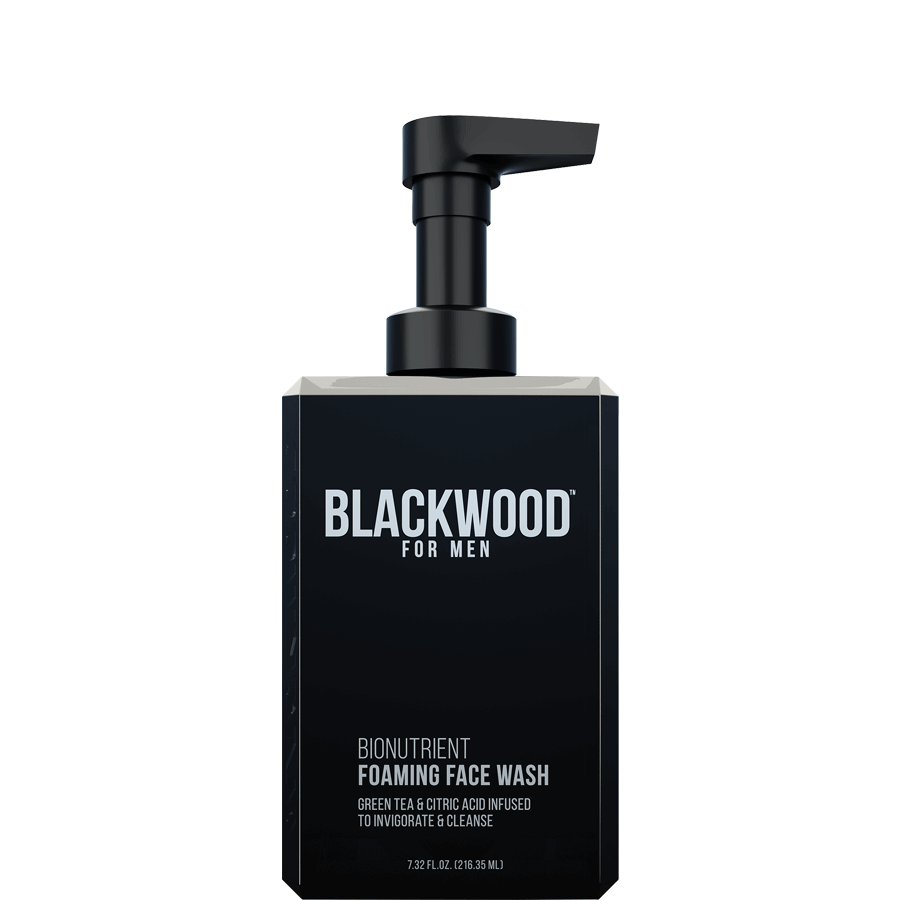 BLACKWOOD™
FOR MEN
BIONUTRIENT
FOAMING FACE WASH
GREEN TEA & CITRIC ACID INFUSED
TO INVIGORATE & CLEANSE
7.32 FL.OZ. (216.35 ML)